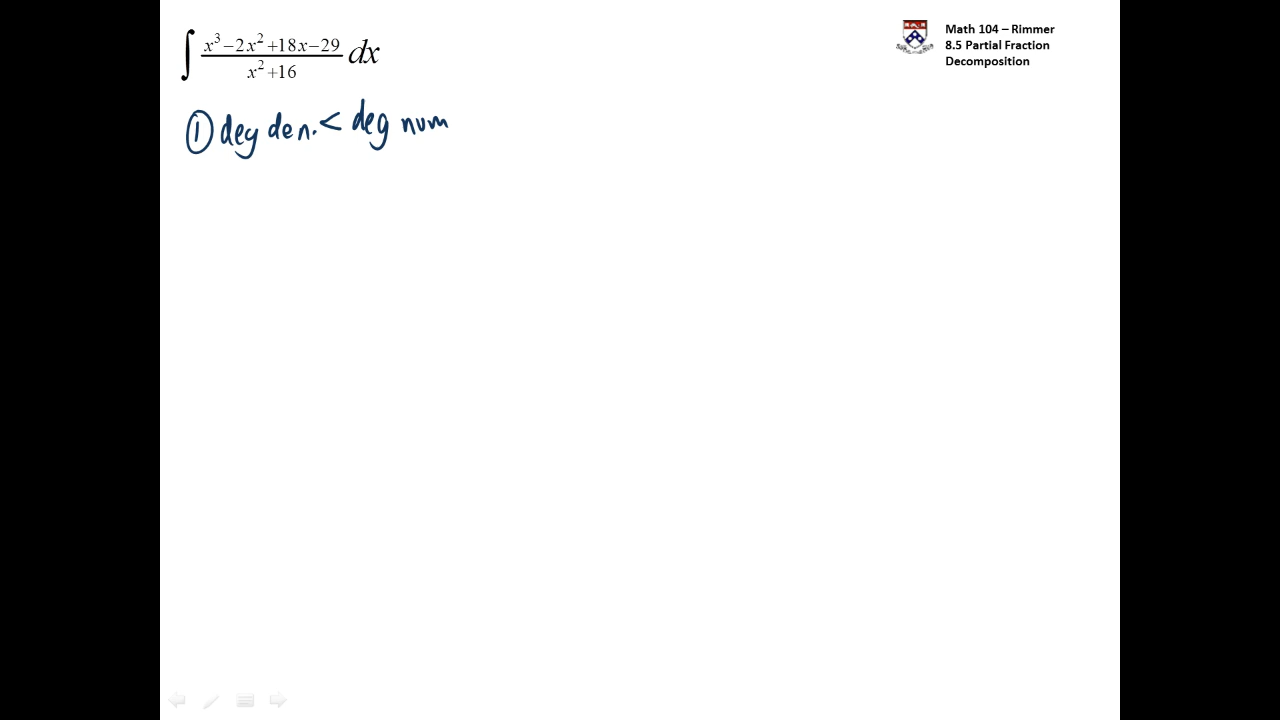 ∫ (x³−2x²+18x−29)/(x²+16) dx
Math 104 – Rimmer
8.5 Partial Fraction
Decomposition
① deg den. < deg num